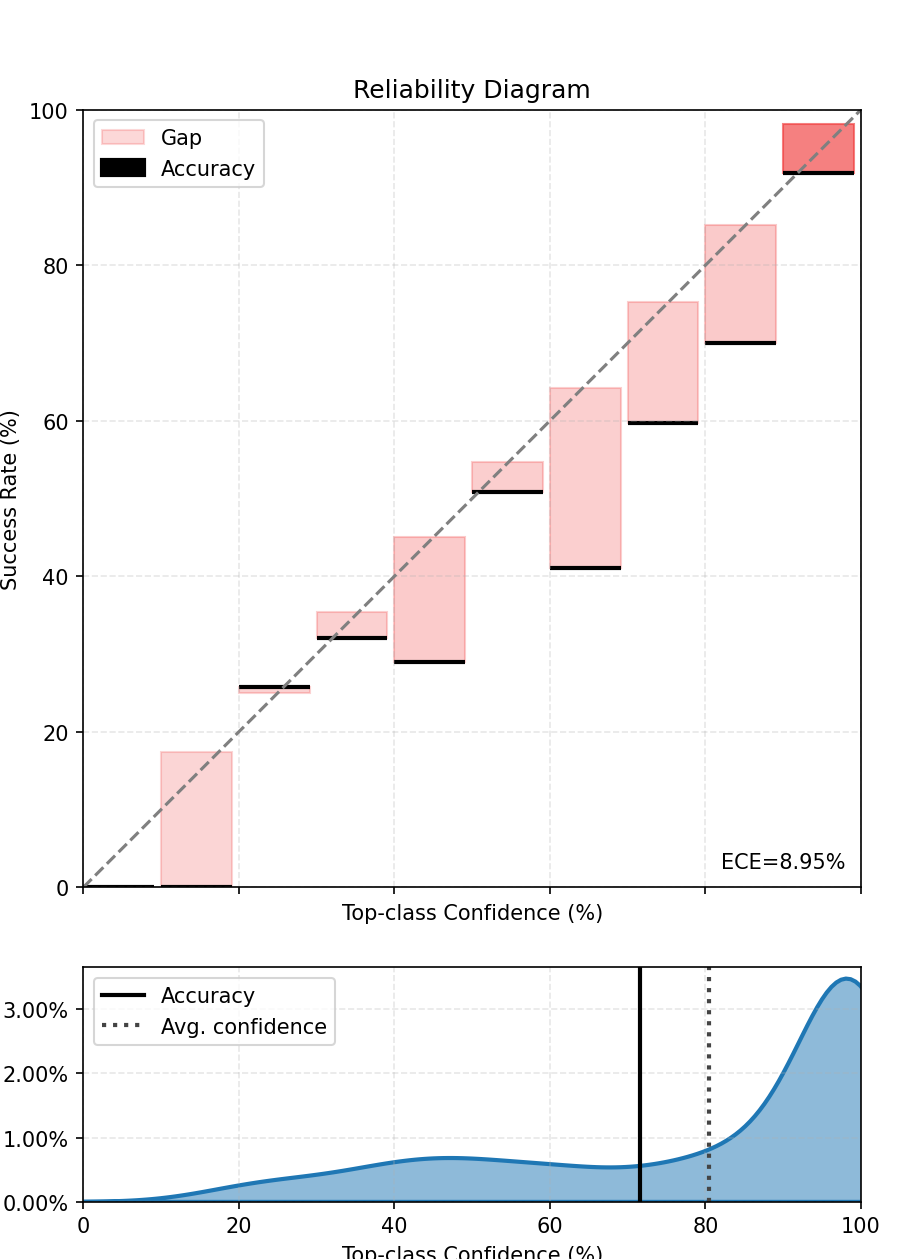 Reliability Diagram
100
80
60
40
20
0
Success Rate (%)
Gap
Accuracy
ECE=8.95%
Top-class Confidence (%)
3.00%
2.00%
1.00%
0.00%
Accuracy
Avg. confidence
0 20 40 60 80 100
Top-class Confidence (%)